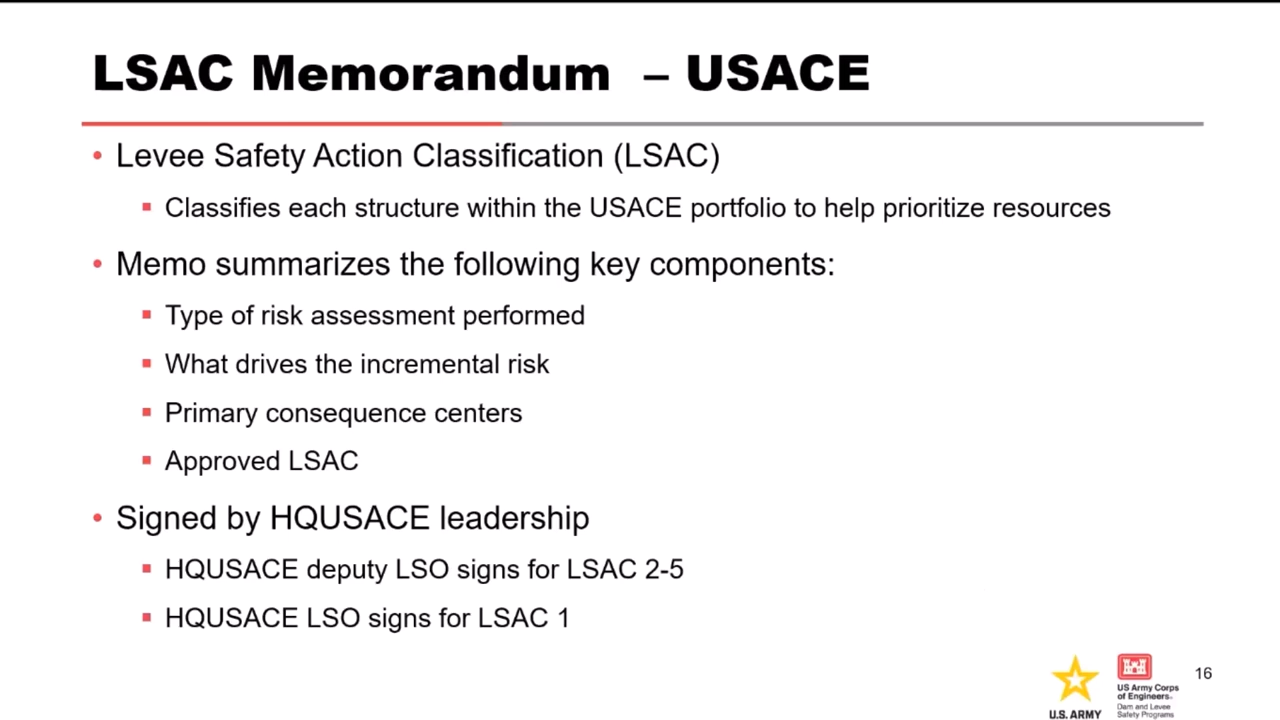 LSAC Memorandum – USACE
• Levee Safety Action Classification (LSAC)
▪ Classifies each structure within the USACE portfolio to help prioritize resources
• Memo summarizes the following key components:
▪ Type of risk assessment performed
▪ What drives the incremental risk
▪ Primary consequence centers
▪ Approved LSAC
• Signed by HQUSACE leadership
▪ HQUSACE deputy LSO signs for LSAC 2-5
▪ HQUSACE LSO signs for LSAC 1
U.S. ARMY
US Army Corps
of Engineers.
Dam and Levee
Safety Programs
16